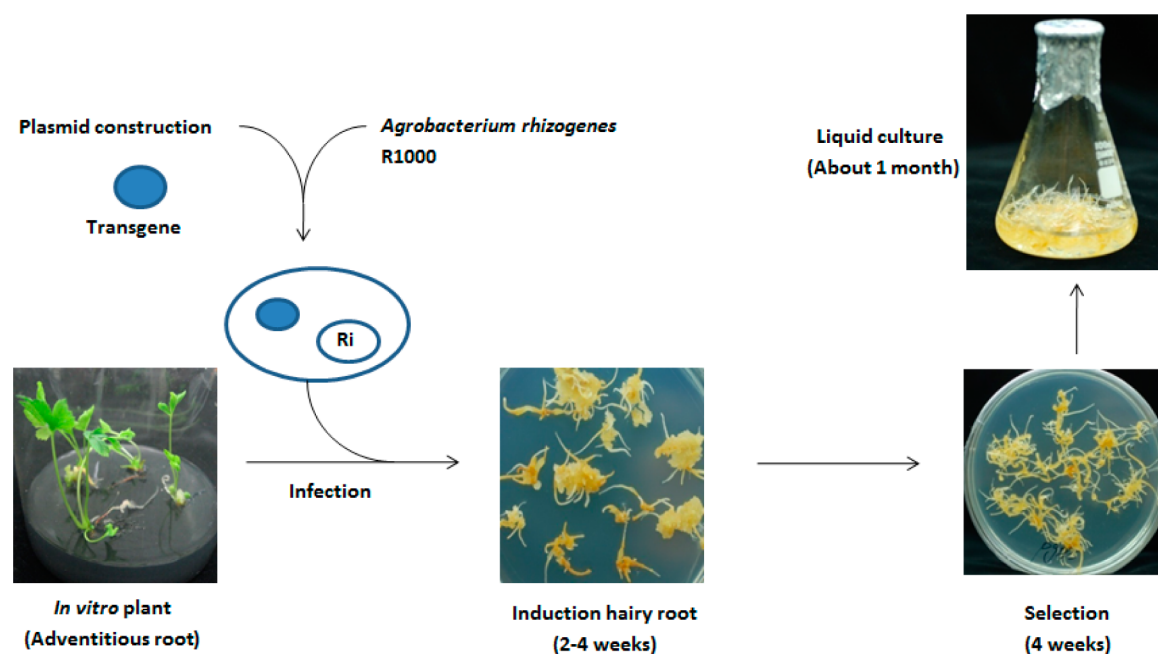 Plasmid construction
Transgene
Agrobacterium rhizogenes
R1000
Ri
Infection
In vitro plant
(Adventitious root)
Induction hairy root
(2-4 weeks)
Selection
(4 weeks)
Liquid culture
(About 1 month)